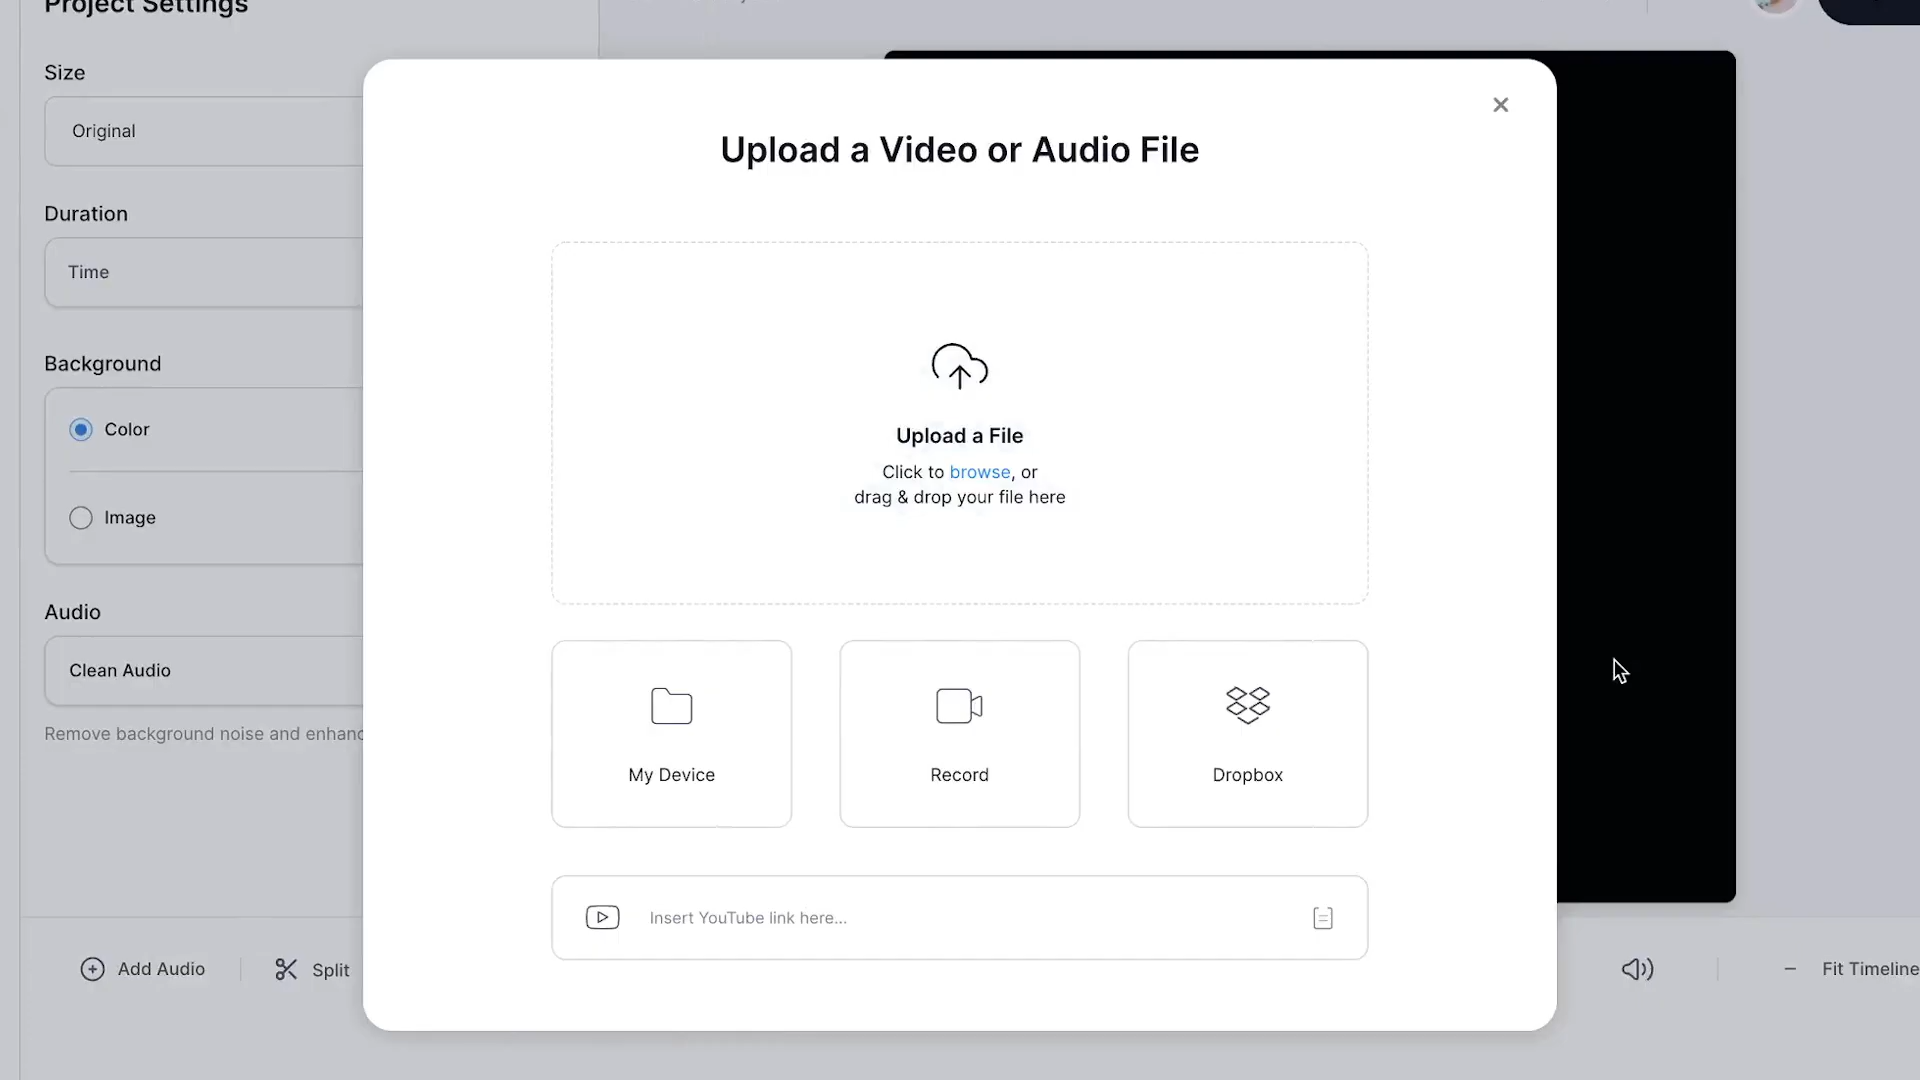 Project Settings
Size
Original
Duration
Time
Background
Color
Image
Audio
Clean Audio
Remove background noise and enhanc
Upload a Video or Audio File
Upload a File
Click to browse, or
drag & drop your file here
My Device
Record
Dropbox
Insert YouTube link here...
Add Audio
Split
Fit Timeline